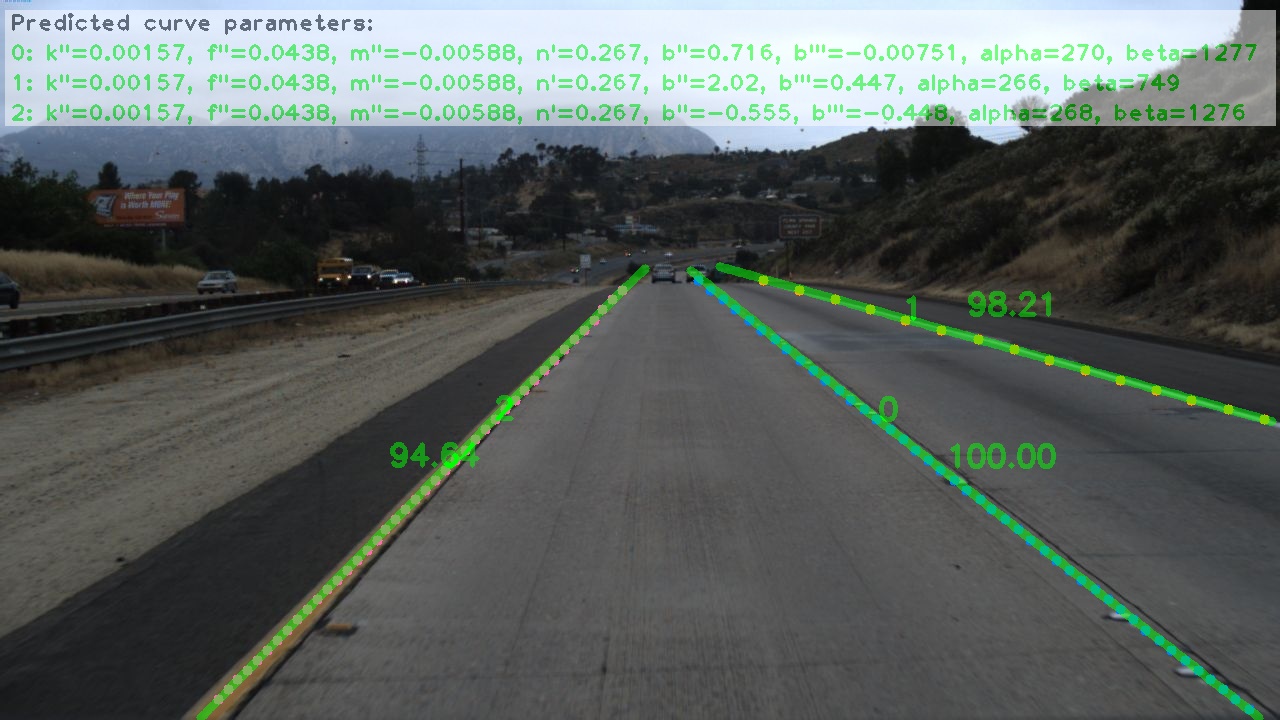 Predicted curve parameters:
0: k''=0.00157, f''=0.0438, m''=-0.00588, n'=0.267, b''=0.716, b'''=-0.00751, alpha=270, beta=1277
1: k''=0.00157, f''=0.0438, m''=-0.00588, n'=0.267, b''=2.02, b'''=0.447, alpha=266, beta=749
2: k''=0.00157, f''=0.0438, m''=-0.00588, n'=0.267, b''=-0.555, b'''=-0.448, alpha=268, beta=1276
Where Your Play
is Worth MORE!
1 98.21
2
0
94.64
100.00